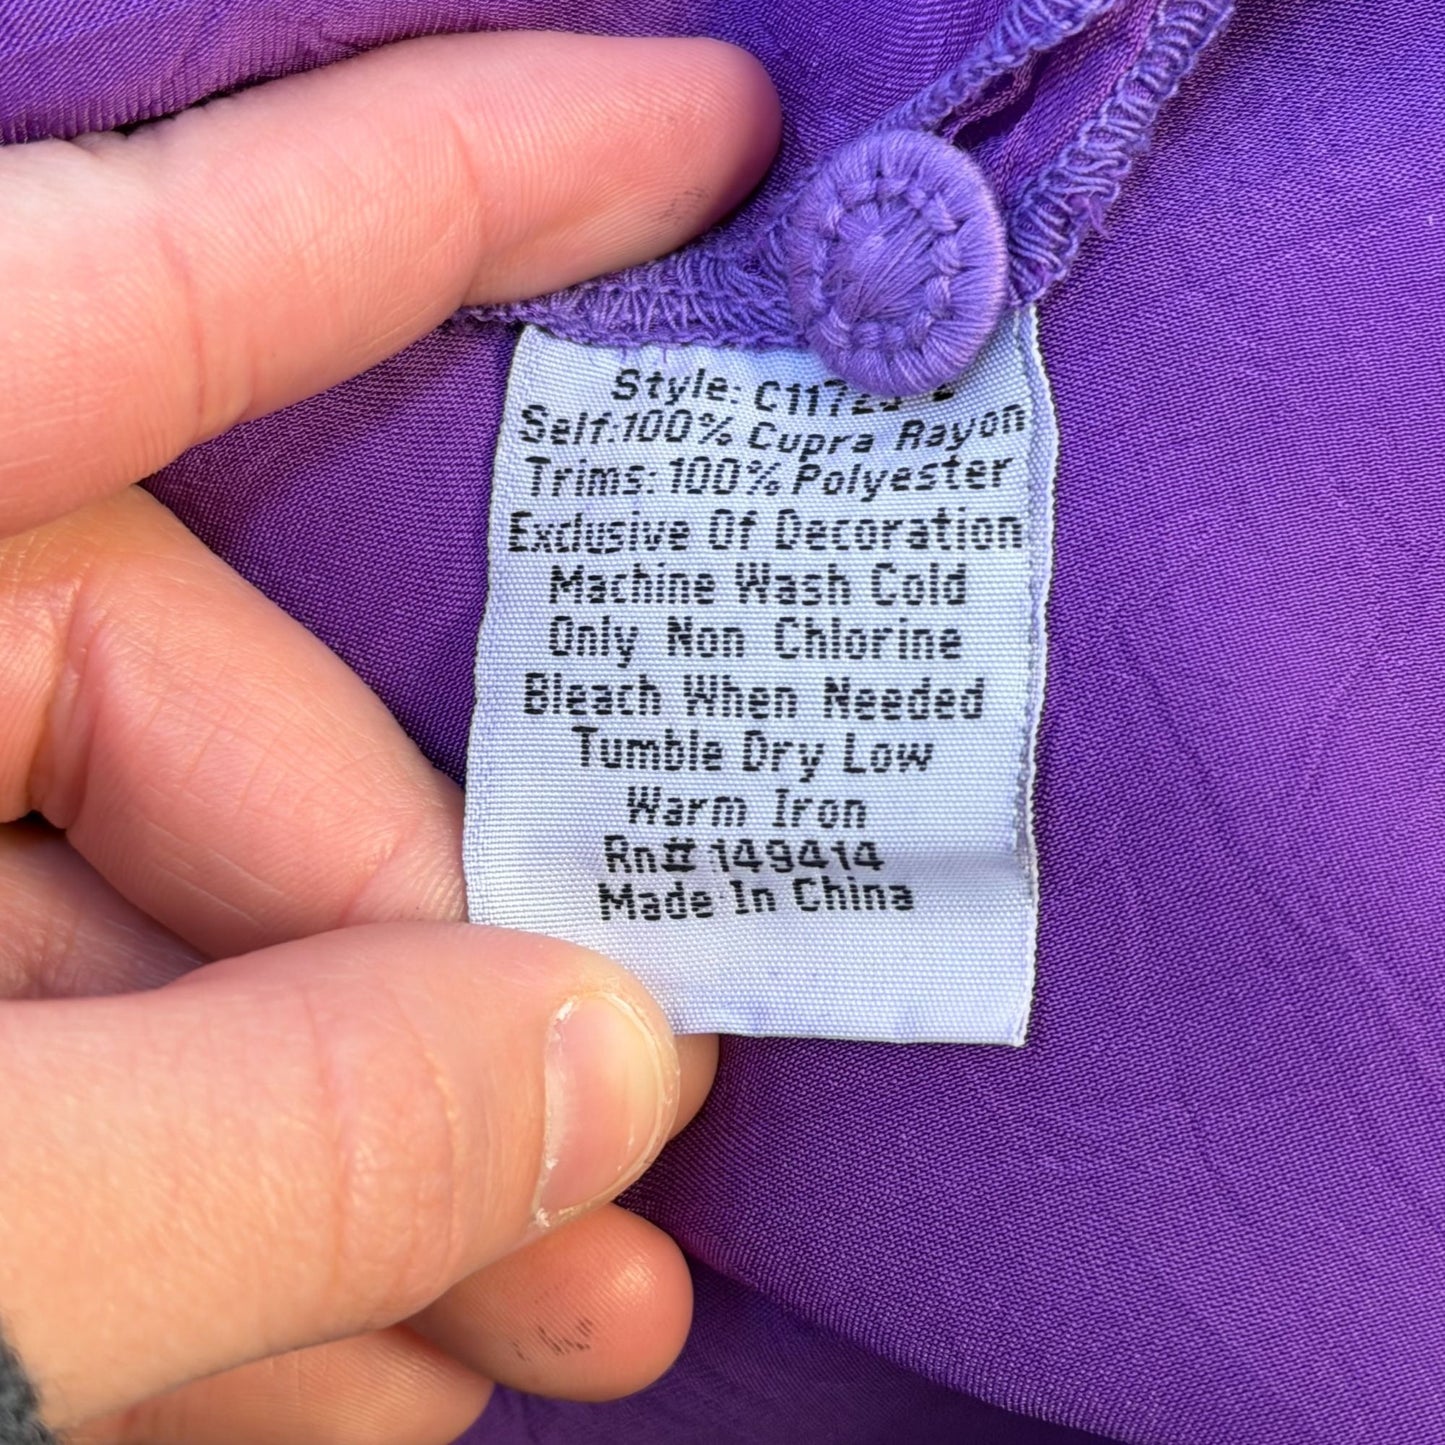 Style:
Self:100% Cupra Rayon
Trims: 100% Polyester
Exclusive Of Decoration
Machine Wash Cold
Only Non Chlorine
Bleach When Needed
Tumble Dry Low
Warm Iron
Rn# 149414
Made In China